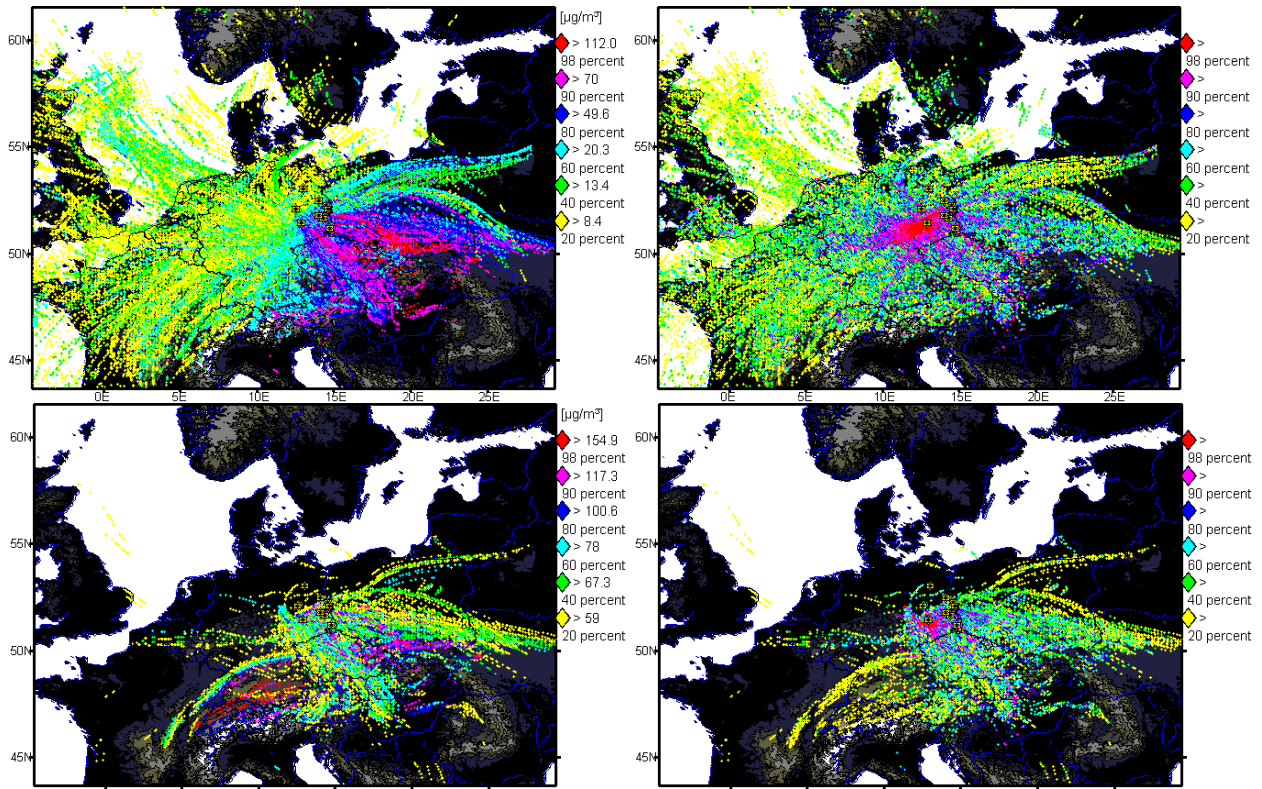 [µg/m³]
60N
> 112.0
98 percent
> 70
90 percent
> 49.6
80 percent
55N
> 20.3
60 percent
> 13.4
40 percent
> 8.4
20 percent
50N
45N
0E 5E 10E 15E 20E 25E
60N
>
98 percent
>
90 percent
>
80 percent
55N
>
60 percent
>
40 percent
>
20 percent
50N
45N
0E 5E 10E 15E 20E 25E
[µg/m³]
60N
> 154.9
98 percent
> 117.3
90 percent
> 100.6
80 percent
55N
> 78
60 percent
> 67.3
40 percent
> 59
20 percent
50N
45N
60N
>
98 percent
>
90 percent
>
80 percent
55N
>
60 percent
>
40 percent
>
20 percent
50N
45N